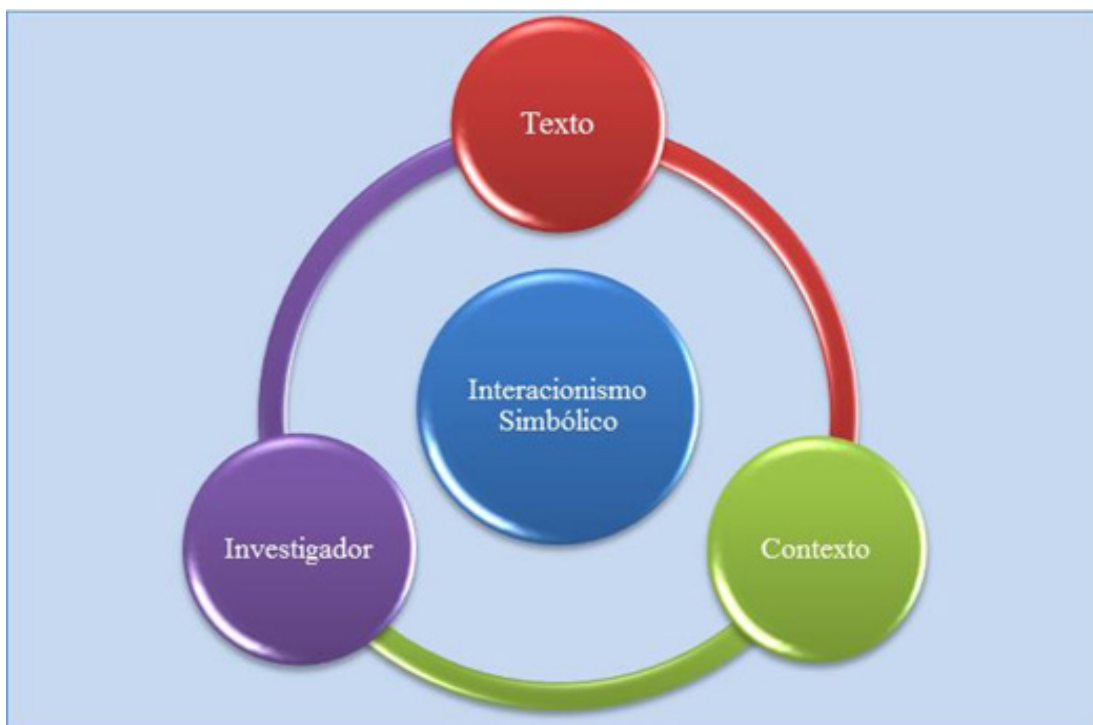 Texto
Interacionismo
Simbólico
Investigador
Contexto